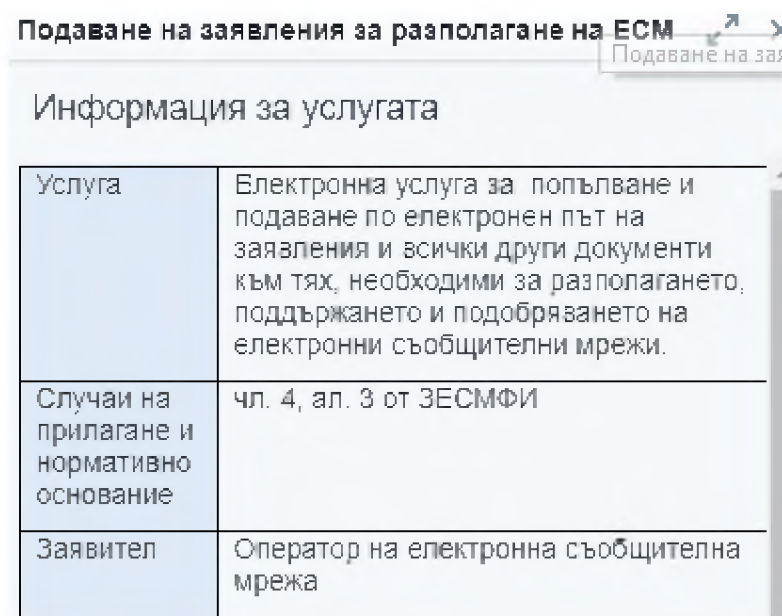 Подаване на заявления за разполагане на ЕСМ
Подаване на зая
Информация за услугата
Услуга
Електронна услуга за попълване и
подаване по електронен път на
заявления и всички други документи
към тях, необходими за разполагането,
поддържането и подобряването на
електронни съобщителни мрежи.
Случаи на
прилагане и
нормативно
основание
чл. 4, ал. 3 от ЗЕСМФИ
Заявител
Оператор на електронна съобщителна
мрежа